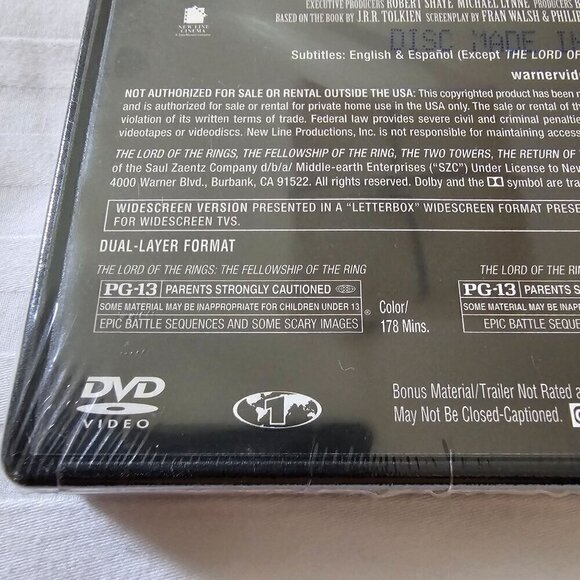 EXECUTIVE PRODUCERS ROBERT SHAYE MICHAEL LYNNE PRODUCERS
NEW LINE CINEMA
BASED ON THE BOOK BY J.R.R. TOLKIEN SCREENPLAY BY FRAN WALSH & PHILI
DISC MADE IN
Subtitles: English & Español (Except THE LORD OF
warnervid
NOT AUTHORIZED FOR SALE OR RENTAL OUTSIDE THE USA: This copyrighted product has been m
and is authorized for sale or rental for private home use in the USA only. The sale or rental of th
violation of its written terms of trade. Federal law provides severe civil and criminal penaltie
videotapes or videodiscs. New Line Productions, Inc. is not responsible for maintaining access
THE LORD OF THE RINGS, THE FELLOWSHIP OF THE RING, THE TWO TOWERS, THE RETURN OF T
of the Saul Zaentz Company d/b/a/ Middle-earth Enterprises ("SZC") Under License to New
4000 Warner Blvd., Burbank, CA 91522. All rights reserved. Dolby and the symbol are tra
WIDESCREEN VERSION PRESENTED IN A "LETTERBOX" WIDESCREEN FORMAT PRESE
FOR WIDESCREEN TVS.
DUAL-LAYER FORMAT
THE LORD OF THE RINGS: THE FELLOWSHIP OF THE RING
PG-13 PARENTS STRONGLY CAUTIONED
SOME MATERIAL MAY BE INAPPROPRIATE FOR CHILDREN UNDER 13 ®
EPIC BATTLE SEQUENCES AND SOME SCARY IMAGES
Color/
178 Mins.
THE LORD OF THE RING
PG-13 PARENTS S
SOME MATERIAL MAY BE INAPPROP
EPIC BATTLE SEQUENC
DVD
VIDEO
1
Bonus Material/Trailer Not Rated a
May Not Be Closed-Captioned.